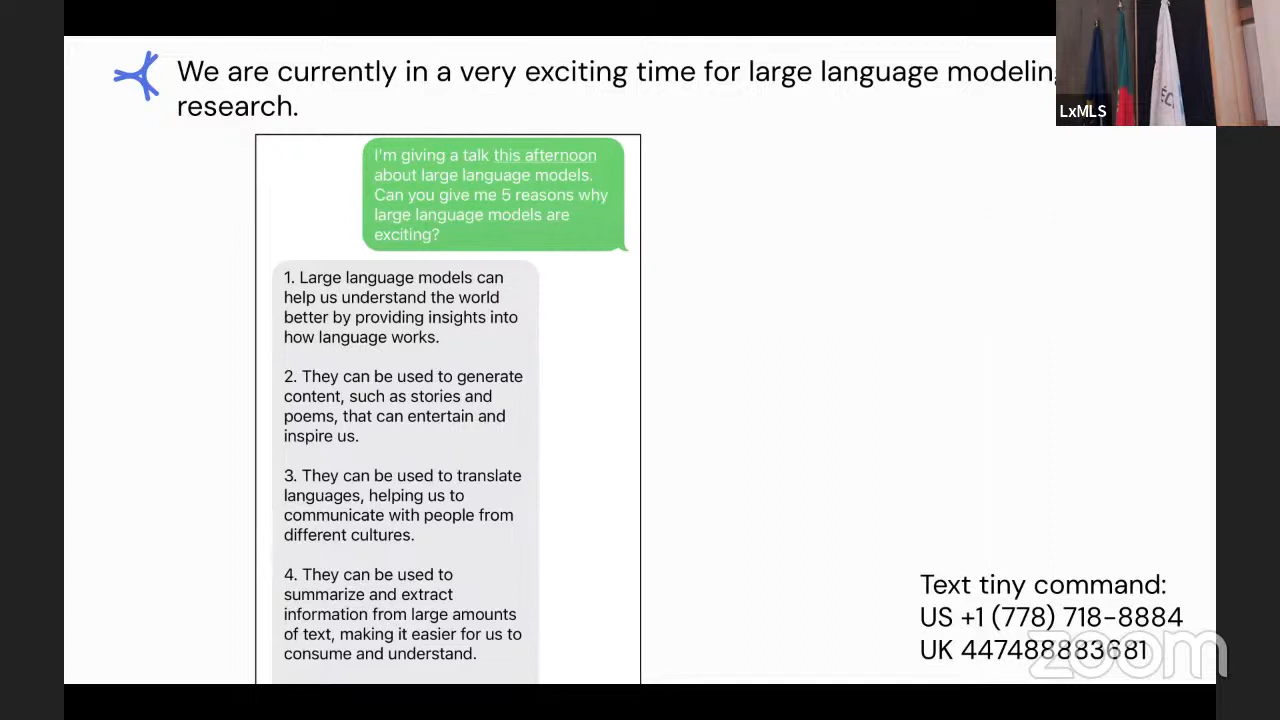 We are currently in a very exciting time for large language modeling
research.
LxMLS
I'm giving a talk this afternoon
about large language models.
Can you give me 5 reasons why
large language models are
exciting?
1. Large language models can
help us understand the world
better by providing insights into
how language works.
2. They can be used to generate
content, such as stories and
poems, that can entertain and
inspire us.
3. They can be used to translate
languages, helping us to
communicate with people from
different cultures.
4. They can be used to
summarize and extract
information from large amounts
of text, making it easier for us to
consume and understand.
Text tiny command:
US +1 (778) 718-8884
UK 447488883681
zoom